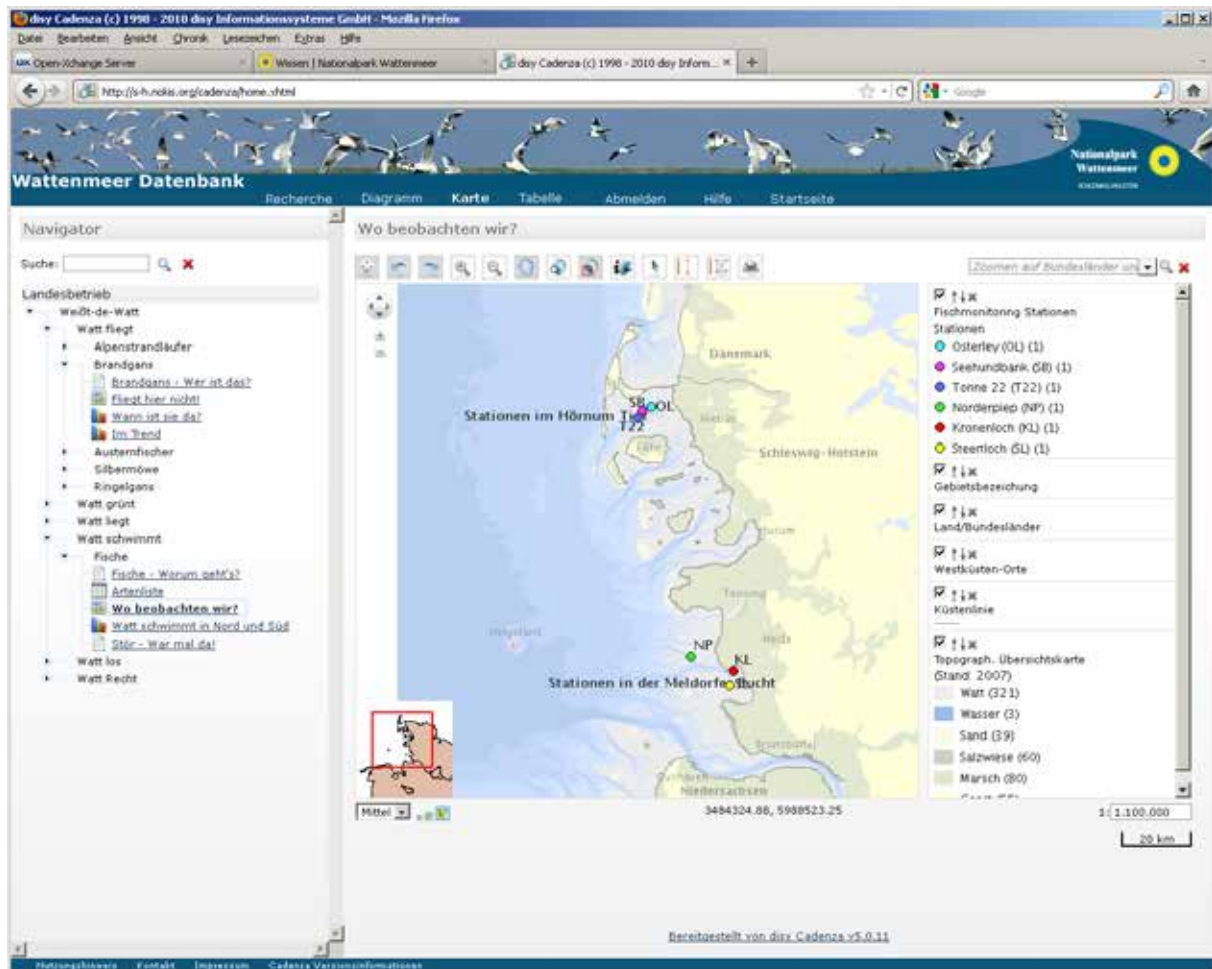 disy Cadenza (c) 1998 - 2010 disy Informationssysteme GmbH - Mozilla Firefox
Datei Bearbeiten Ansicht Chronik Lesezeichen Extras Hilfe
Open-Xchange Server
Wissen | Nationalpark Wattenmeer
disy Cadenza (c) 1998 - 2010 disy Inform...
http://s-h.nokis.org/cadenza/home.xhtml
Google
Nationalpark
Wattenmeer
Wattenmeer Datenbank
Recherche Diagramm Karte Tabelle Abmelden Hilfe Startseite
Navigator
Suche:
Landesbetrieb
Weißt-de-Watt
Watt fliegt
Alpenstrandläufer
Brandgans
Brandgans - Wer ist das?
Fliegt hier nicht!
Wann ist sie da?
Im Trend
Austernfischer
Silbermöwe
Ringelgans
Watt grünt
Watt liegt
Watt schwimmt
Fische
Fische - Worum geht's?
Artenliste
Wo beobachten wir?
Watt schwimmt in Nord und Süd
Stör - War mal da!
Watt los
Watt Recht
Wo beobachten wir?
Zoomen auf Bundesländer un
Dänemark
SB OL
Stationen im Hörnum
T22
Föhr
Schleswig-Holstein
Husum
Tönning
Helgoland
Heide
NP
KL
Stationen in der Meldorfer Bucht
Brunsbüttel
Cuxhaven
Niedersachsen
Fischmonitoring Stationen
Stationen
Osterley (OL) (1)
Seehundbank (SB) (1)
Tonne 22 (T22) (1)
Norderpiep (NP) (1)
Kronenloch (KL) (1)
Steertloch (SL) (1)
Gebietsbezeichung
Land/Bundesländer
Westküsten-Orte
Küstenlinie
Topograph. Übersichtskarte
(Stand: 2007)
Watt (321)
Wasser (3)
Sand (39)
Salzwiese (60)
Marsch (80)
Mittel
3484324.88, 5988523.25
1: 1.100.000
20 km
Bereitgestellt von disy Cadenza v5.0.11
Nutzungshinweis Kontakt Impressum Cadenza Versionsinformationen